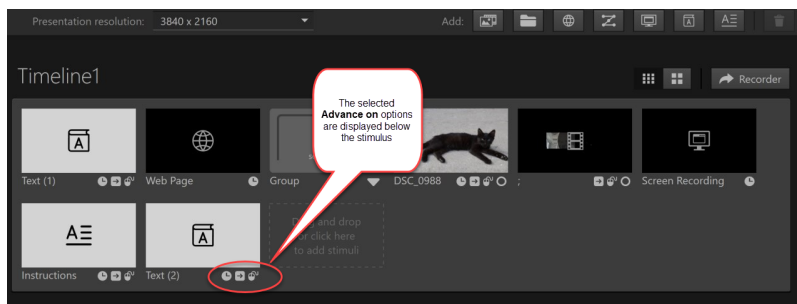 Presentation resolution: 3840 x 2160 Add:
Timeline1
Recorder
The selected
Advance on options
are displayed below
the stimulus
Text (1) Web Page Group DSC_0988 ; Screen Recording
Drag and drop
or click here
to add stimuli
Instructions Text (2)